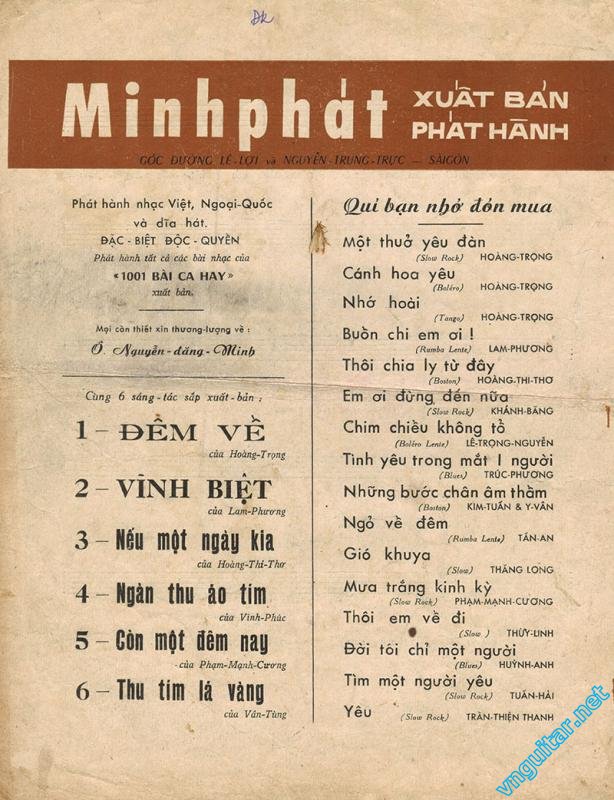 Đk
Minhphát
XUẤT BẢN
PHÁT HÀNH
GÓC ĐƯỜNG LÊ-LỢI và NGUYỄN-TRUNG-TRỰC — SÀIGÒN
Phát hành nhạc Việt, Ngoại-Quốc
và dĩa hát.
ĐẶC - BIỆT ĐỘC - QUYỀN
Phát hành tất cả các bài nhạc của
“1001 BÀI CA HAY”
xuất bản.
Mọi còn thiết xin thương-lượng về :
Ô. Nguyễn-đăng-Minh
Cùng 6 sáng-tác sắp xuất-bản :
1 – ĐÊM VỀ
của Hoàng-Trọng
2 – VĨNH BIỆT
của Lam-Phương
3 – Nếu một ngày kia
của Hoàng-Thi-Thơ
4 – Ngàn thu áo tím
của Vĩnh-Phúc
5 – Còn một đêm nay
của Phạm-Mạnh-Cương
6 – Thu tím lá vàng
của Văn-Tùng
Quí bạn nhớ đón mua
Một thuở yêu đàn
(Slow Rock) HOÀNG-TRỌNG
Cánh hoa yêu
(Boléro) HOÀNG-TRỌNG
Nhớ hoài
(Tango) HOÀNG-TRỌNG
Buồn chi em ơi !
(Rumba Lente) LAM-PHƯƠNG
Thôi chia ly từ đây
(Boston) HOÀNG-THI-THƠ
Em ơi đừng đến nữa
(Slow Rock) KHÁNH-BĂNG
Chim chiều không tổ
(Boléro Lente) LÊ-TRỌNG-NGUYỄN
Tình yêu trong mắt 1 người
(Blues) TRÚC-PHƯƠNG
Những bước chân âm thầm
(Boston) KIM-TUẤN & Y-VÂN
Ngỏ về đêm
(Rumba Lente) TẤN-AN
Gió khuya
(Slow) THĂNG LONG
Mưa trắng kinh kỳ
(Slow Rock) PHẠM-MẠNH-CƯƠNG
Thôi em về đi
(Slow ) THÙY-LINH
Đời tôi chỉ một người
(Blues) HUỲNH-ANH
Tìm một người yêu
(Slow Rock) TUẤN-HẢI
Yêu (Slow Rock) TRẦN-THIỆN THANH
vnguitar.net